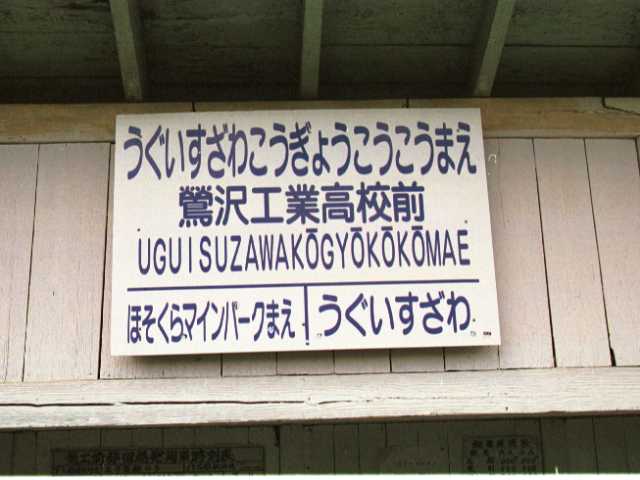 うぐいすざわこうぎょうこうこうまえ
鶯沢工業高校前
UGUISUZAWAKŌGYŌKŌKŌMAE
ほそくらマインパークまえ うぐいすざわ